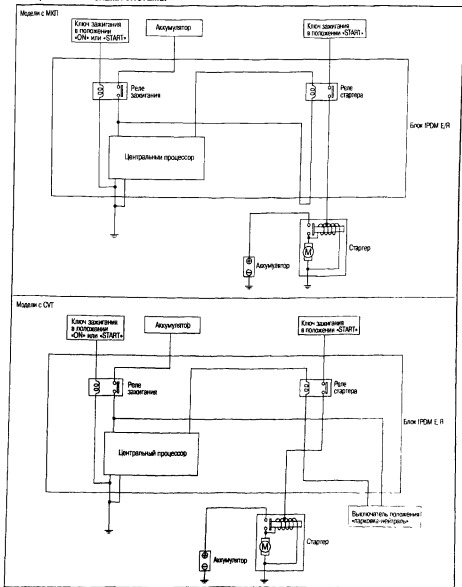 Модели с МКП
Ключ зажигания
в положении
«ON» или «START»
Аккумулятор
Ключ зажигания
в положении «START»
Реле
зажигания
Реле
стартера
Блок IPDM E/R
Центральный процессор
M
Стартер
Аккумулятор
Модели с CVT
Ключ зажигания
в положении
«ON» или «START»
Аккумулятор
Ключ зажигания
в положении «START»
Реле
зажигания
Реле
стартера
Блок IPDM E/R
Центральный процессор
Выключатель положения
«парковка-нейтраль»
M
Стартер
Аккумулятор